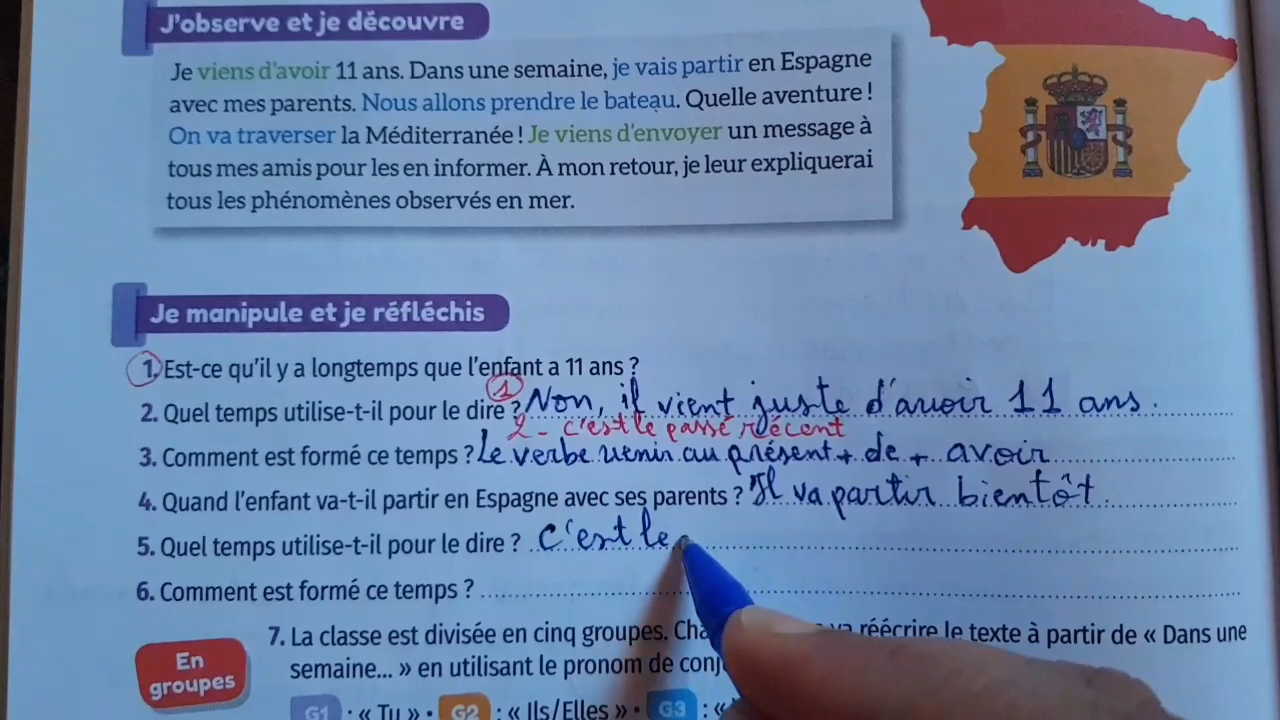 J'observe et je découvre
Je viens d'avoir 11 ans. Dans une semaine, je vais partir en Espagne
avec mes parents. Nous allons prendre le bateau. Quelle aventure !
On va traverser la Méditerranée ! Je viens d'envoyer un message à
tous mes amis pour les en informer. À mon retour, je leur expliquerai
tous les phénomènes observés en mer.
Je manipule et je réfléchis
1. Est-ce qu'il y a longtemps que l'enfant a 11 ans ?
2. Quel temps utilise-t-il pour le dire ? 1 Non, il vient juste d'avoir 11 ans.
2 - c'est le passé récent
3. Comment est formé ce temps ? Le verbe venir au présent + de + avoir
4. Quand l'enfant va-t-il partir en Espagne avec ses parents ? Il va partir bientôt.
5. Quel temps utilise-t-il pour le dire ? C'est le
6. Comment est formé ce temps ?
En groupes
7. La classe est divisée en cinq groupes. réécrire le texte à partir de « Dans une
semaine... » en utilisant le pronom de
G1 : « Tu » • G2 : « Ils/Elles » • G3 : «